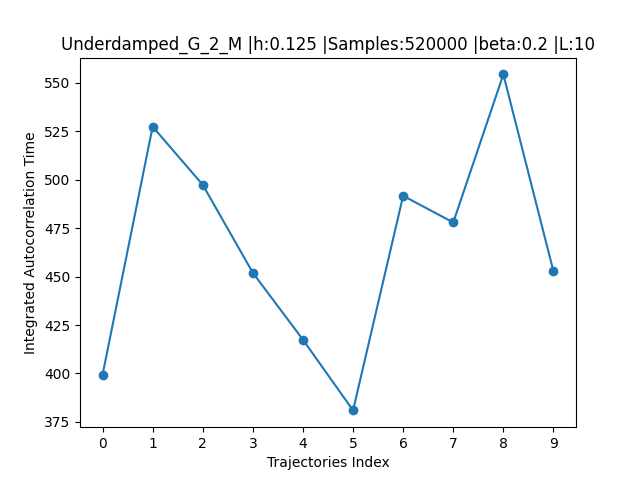 Underdamped_G_2_M |h:0.125 |Samples:520000 |beta:0.2 |L:10
Integrated Autocorrelation Time
550
525
500
475
450
425
400
375
0 1 2 3 4 5 6 7 8 9
Trajectories Index